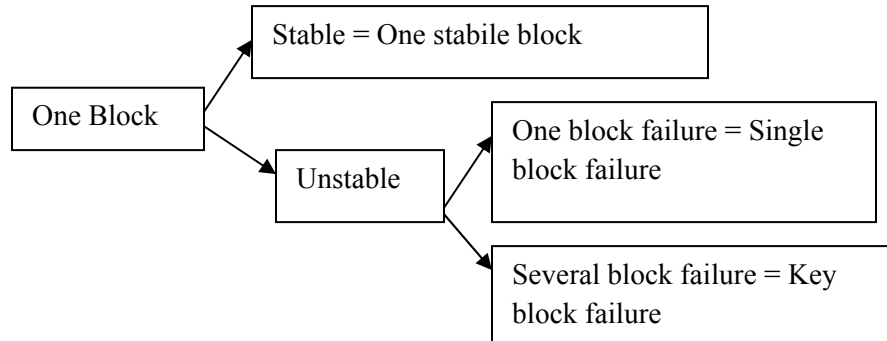 Stable = One stabile block
One Block
Unstable
One block failure = Single
block failure
Several block failure = Key
block failure